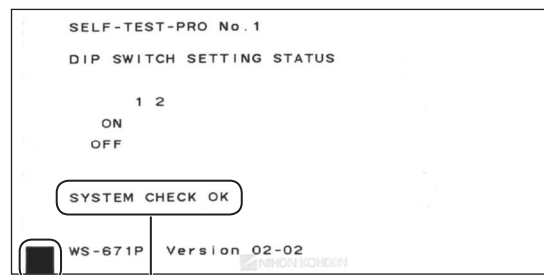 SELF-TEST-PRO No.1
DIP SWITCH SETTING STATUS
1 2
ON
OFF
SYSTEM CHECK OK
WS-671P Version 02-02
NIHON KOHDEN